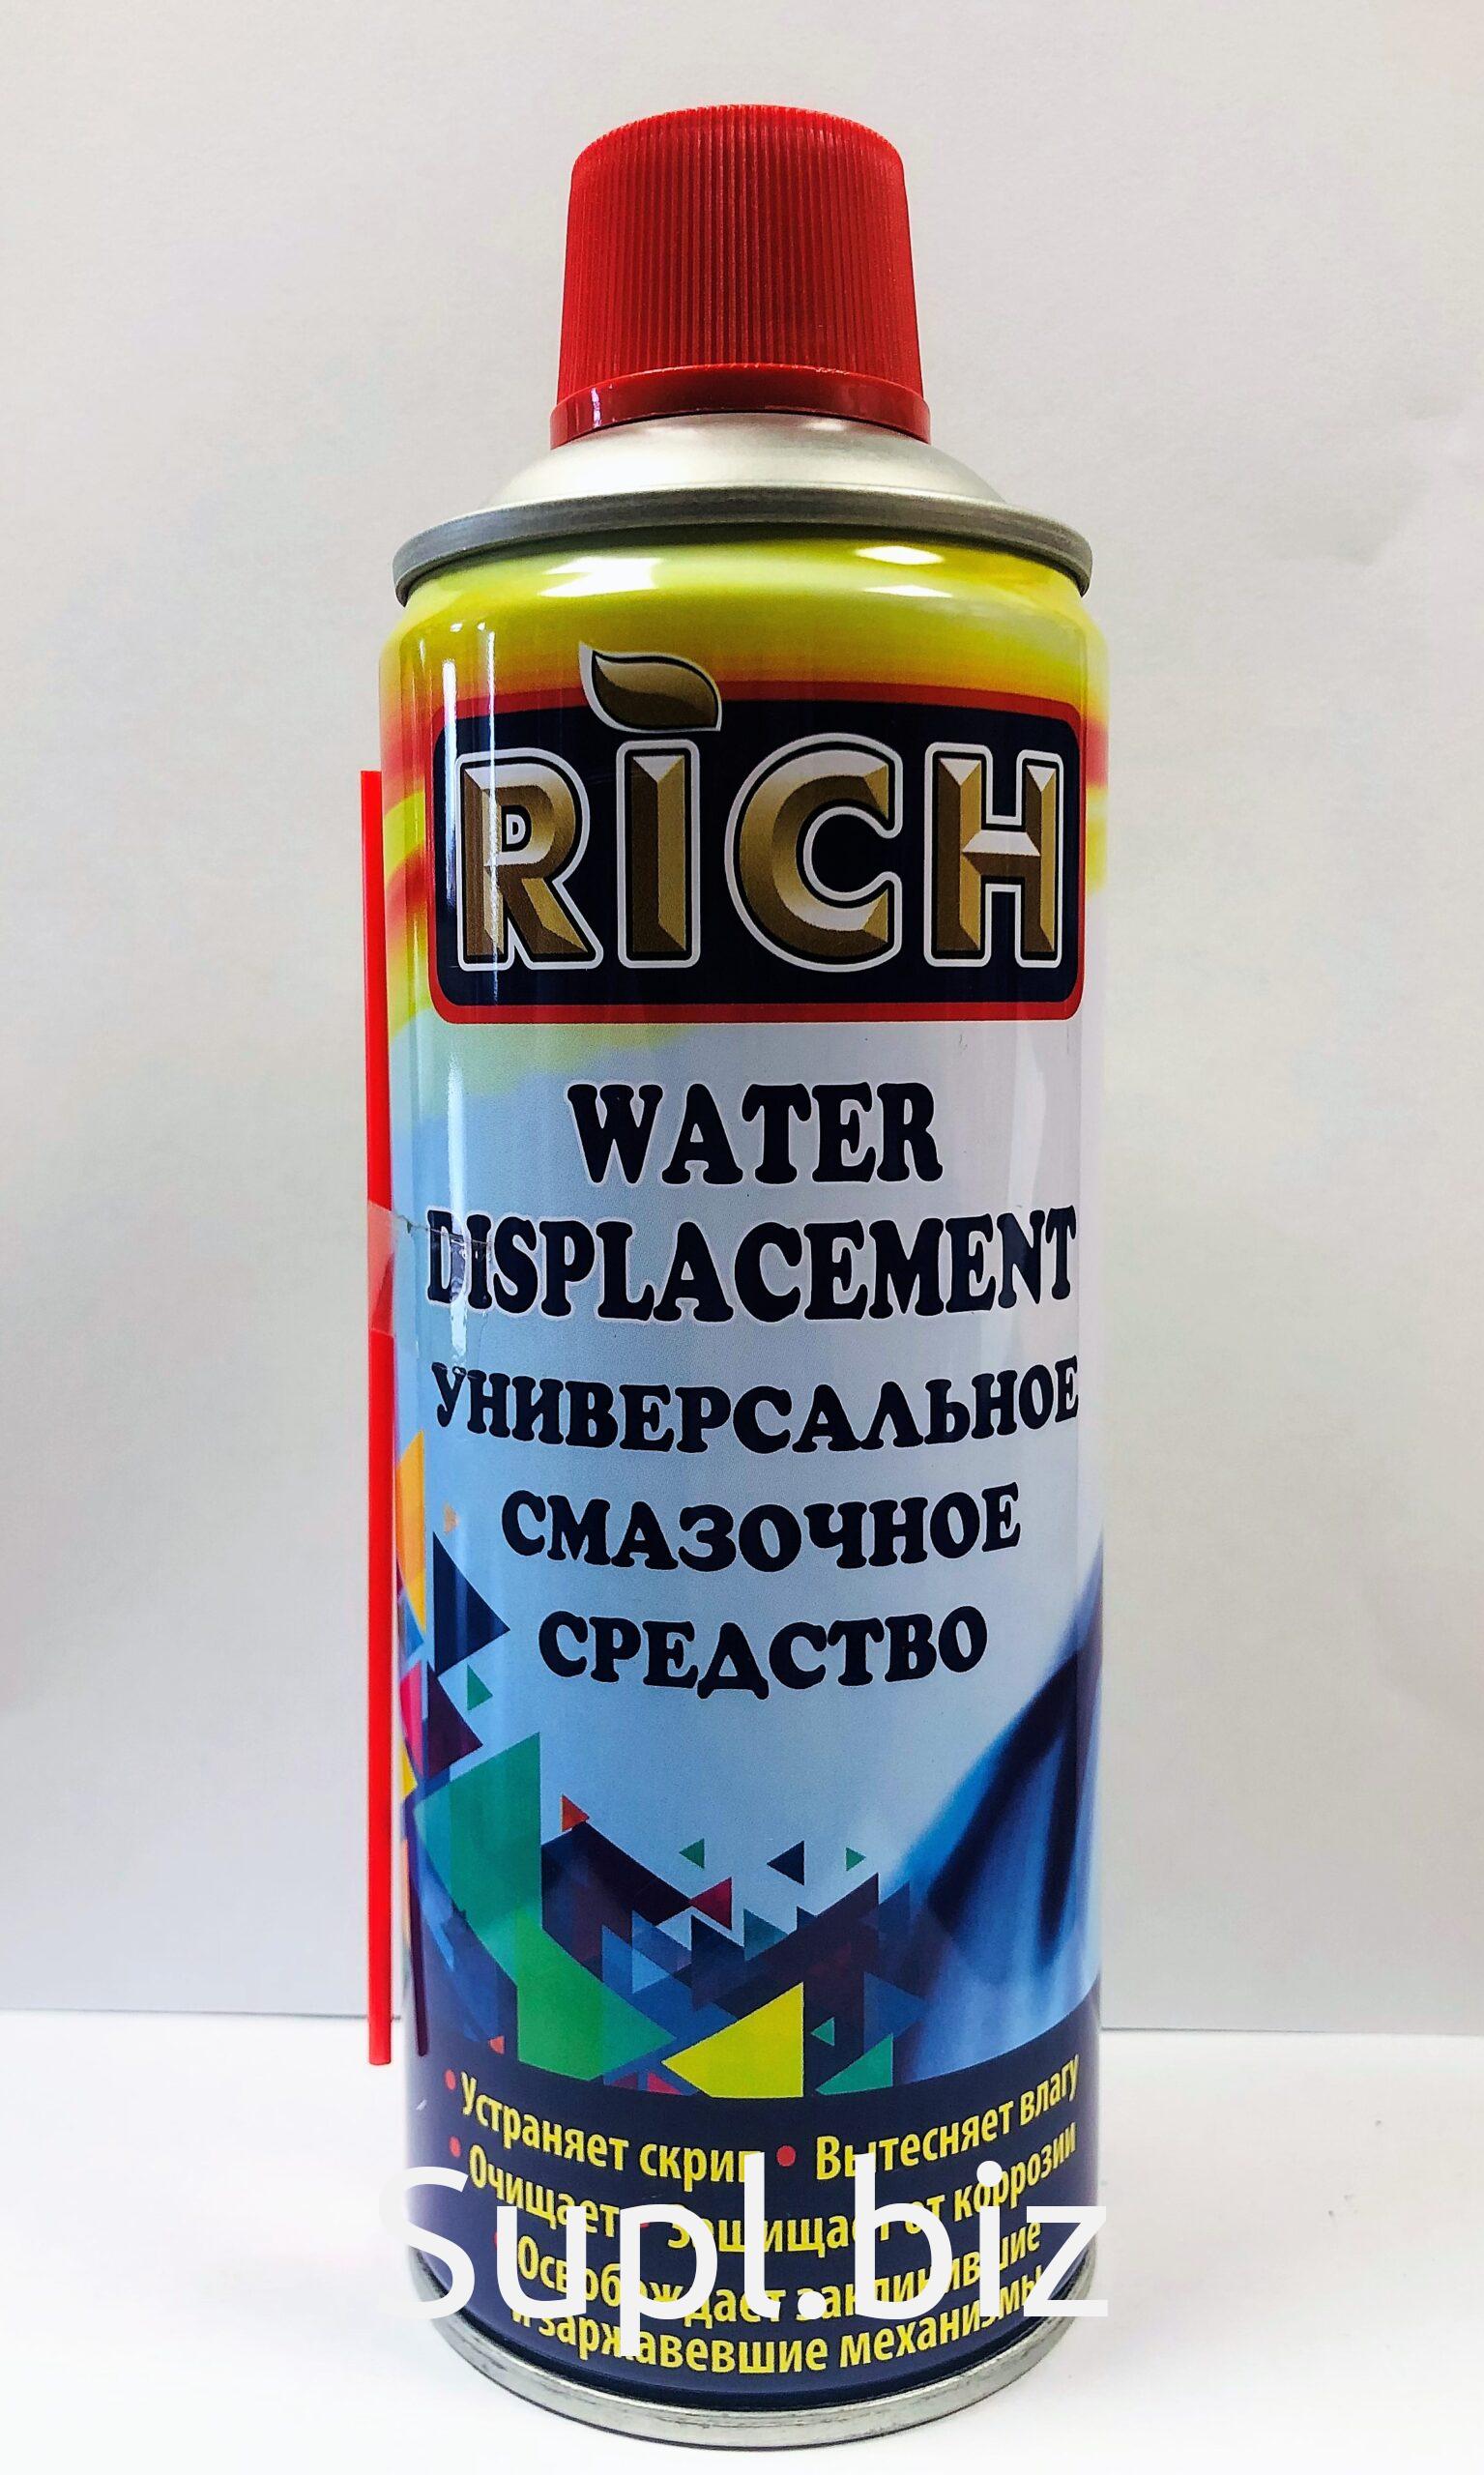 RICH
WATER
DISPLACEMENT
УНИВЕРСАЛЬНОЕ
СМАЗОЧНОЕ
СРЕДСТВО
• Устраняет скрип • Вытесняет влагу
• Очищает • Защищает от коррозии
• Освобождает заклинившие
и заржавевшие механизмы
Supl.biz